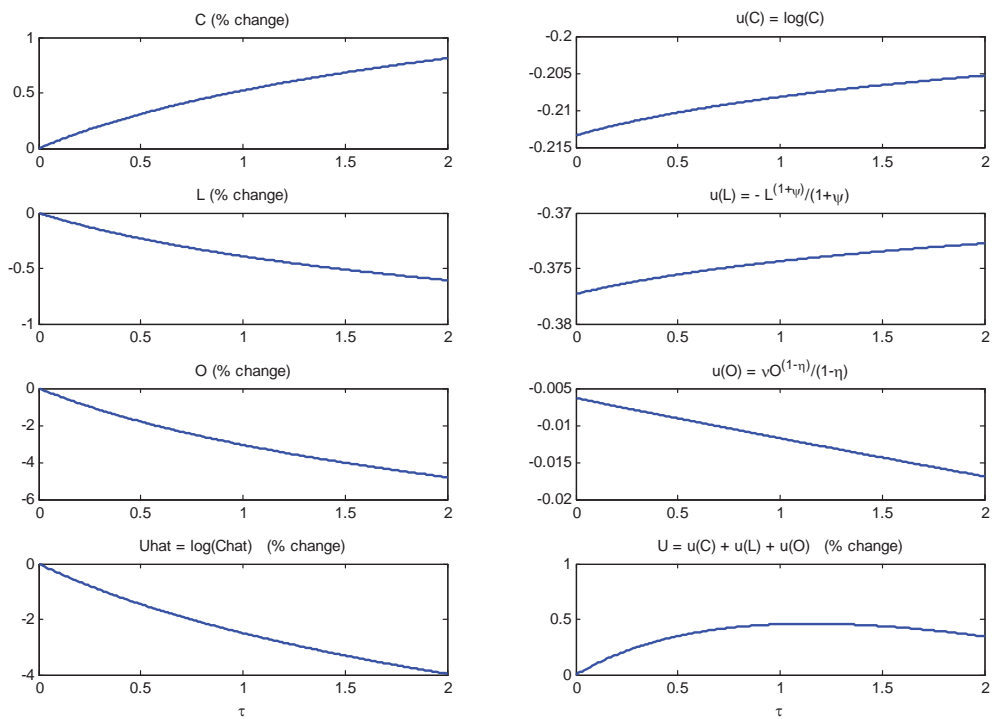 C (% change)
1
0.5
0
0 0.5 1 1.5 2
u(C) = log(C)
-0.2
-0.205
-0.21
-0.215
0 0.5 1 1.5 2
L (% change)
0
-0.5
-1
0 0.5 1 1.5 2
u(L) = - L^(1+ψ)/(1+ψ)
-0.37
-0.375
-0.38
0 0.5 1 1.5 2
O (% change)
0
-2
-4
-6
0 0.5 1 1.5 2
u(O) = νO^(1-η)/(1-η)
-0.005
-0.01
-0.015
-0.02
0 0.5 1 1.5 2
Uhat = log(Chat) (% change)
0
-2
-4
0 0.5 1 1.5 2
τ
U = u(C) + u(L) + u(O) (% change)
1
0.5
0
0 0.5 1 1.5 2
τ